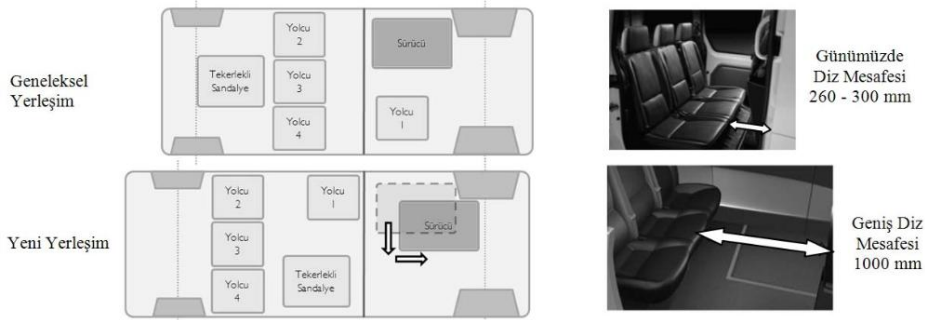 Geneleksel
Yerleşim
Yolcu
2
Sürücü
Tekerlekli
Sandalye
Yolcu
3
Yolcu
4
Yolcu
1
Günümüzde
Diz Mesafesi
260 - 300 mm
Yeni Yerleşim
Yolcu
2
Yolcu
1
Sürücü
Yolcu
3
Yolcu
4
Tekerlekli
Sandalye
Geniş Diz
Mesafesi
1000 mm